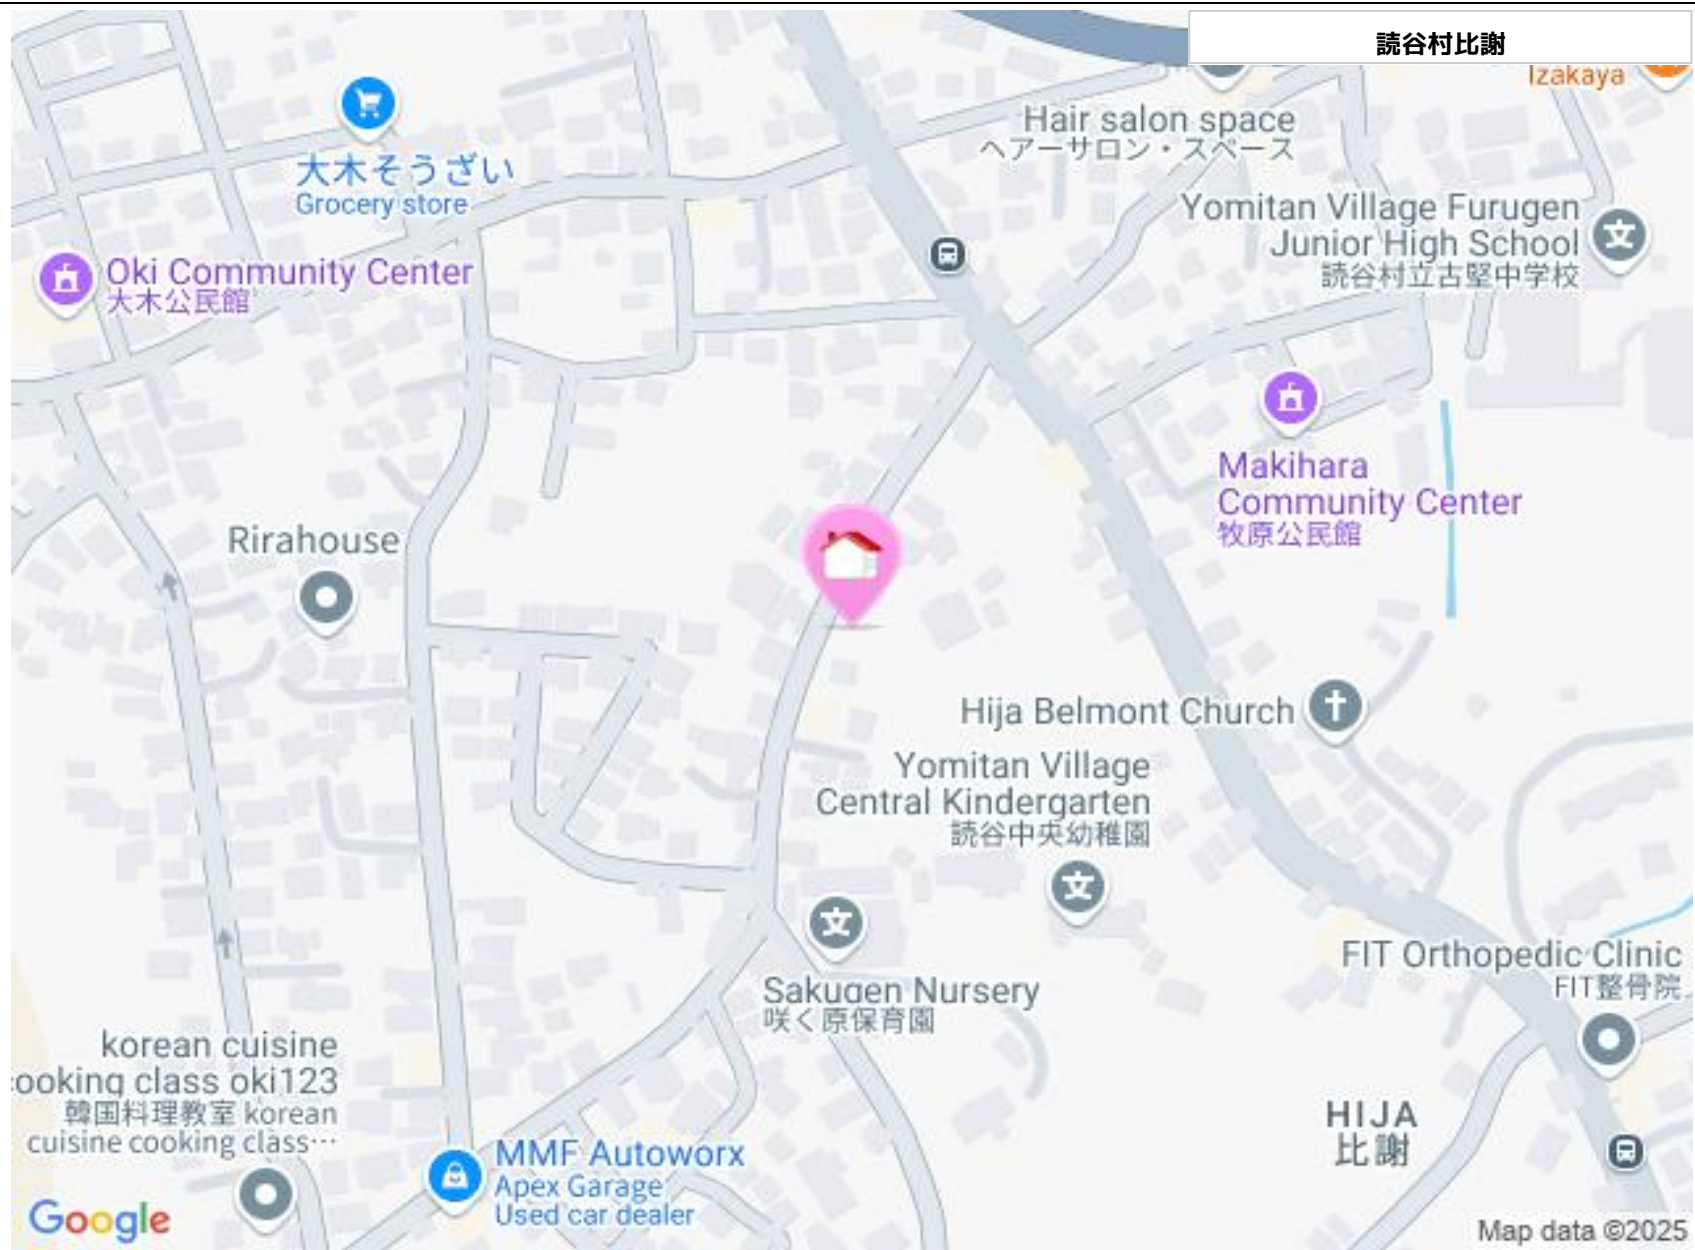 読谷村比謝
Izakaya
Hair salon space
ヘアーサロン・スペース
大木そうざい
Grocery store
Yomitan Village Furugen
Junior High School
読谷村立古堅中学校
Oki Community Center
大木公民館
Makihara
Community Center
牧原公民館
Rirahouse
Hija Belmont Church
Yomitan Village
Central Kindergarten
読谷中央幼稚園
FIT Orthopedic Clinic
FIT整骨院
Sakugen Nursery
咲く原保育園
korean cuisine
ooking class oki123
韓国料理教室 korean
cuisine cooking class…
HIJA
比謝
MMF Autoworx
Apex Garage
Used car dealer
Google
Map data ©2025